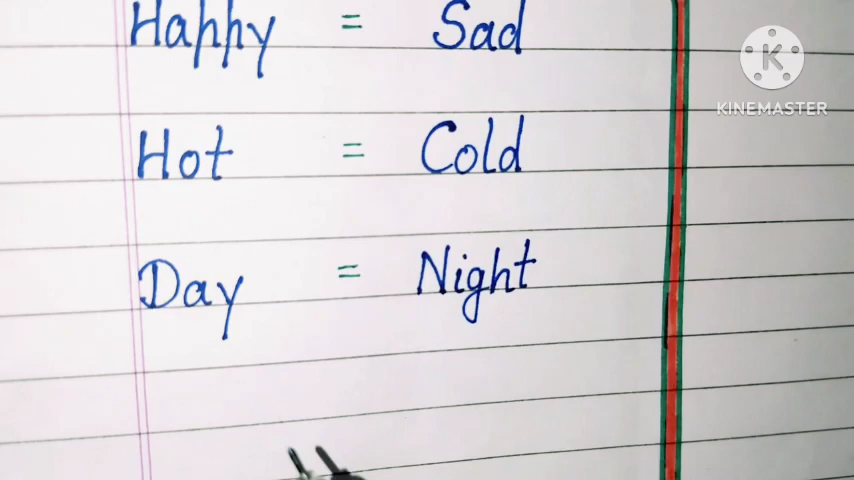 Happy = Sad
KINEMASTER
Hot = Cold
Day = Night